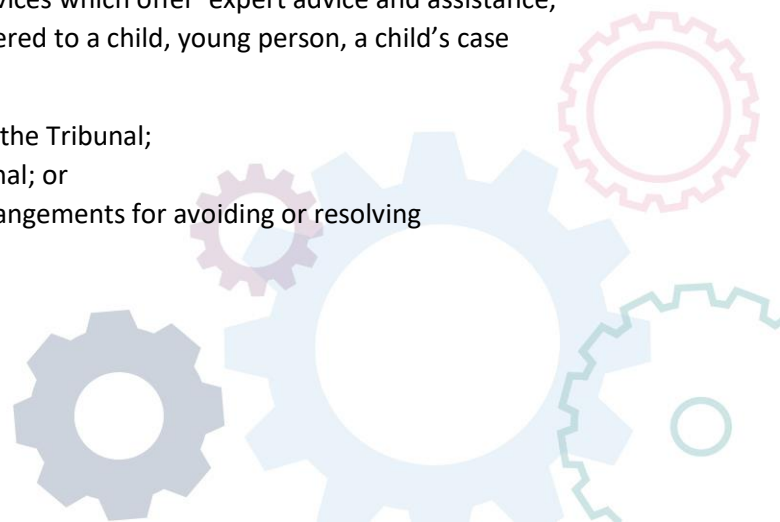 which offer 'expert advice and assistance,
ered to a child, young person, a child's case
the Tribunal;
nal; or
angements for avoiding or resolving